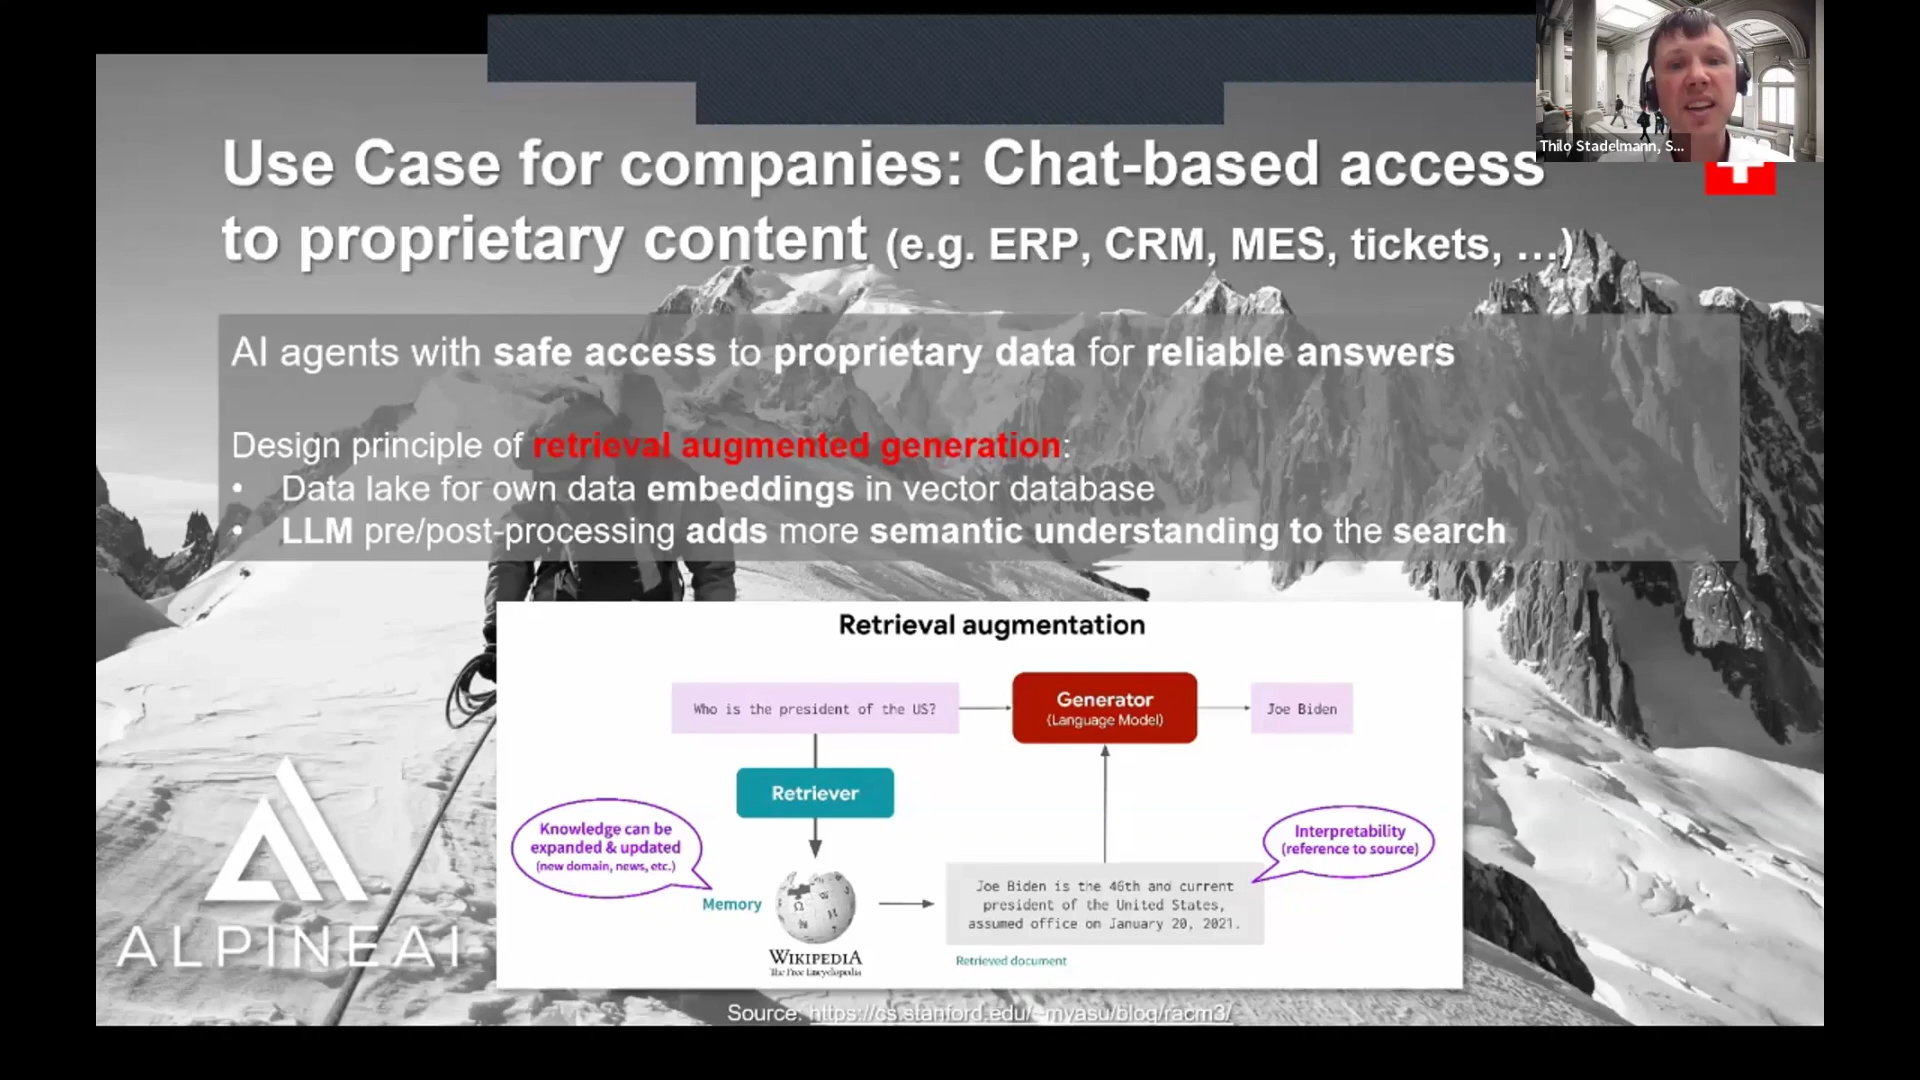 Thilo Stadelmann, S...
Use Case for companies: Chat-based access
to proprietary content (e.g. ERP, CRM, MES, tickets, …)
AI agents with safe access to proprietary data for reliable answers
Design principle of retrieval augmented generation:
• Data lake for own data embeddings in vector database
• LLM pre/post-processing adds more semantic understanding to the search
Retrieval augmentation
Who is the president of the US?
Generator
(Language Model)
Joe Biden
Retriever
Knowledge can be
expanded & updated
(new domain, news, etc.)
Interpretability
(reference to source)
Memory
WIKIPEDIA
The Free Encyclopedia
Joe Biden is the 46th and current
president of the United States,
assumed office on January 20, 2021.
Retrieved document
ALPINEAI
Source: https://cs.stanford.edu/~myasu/blog/racm3/